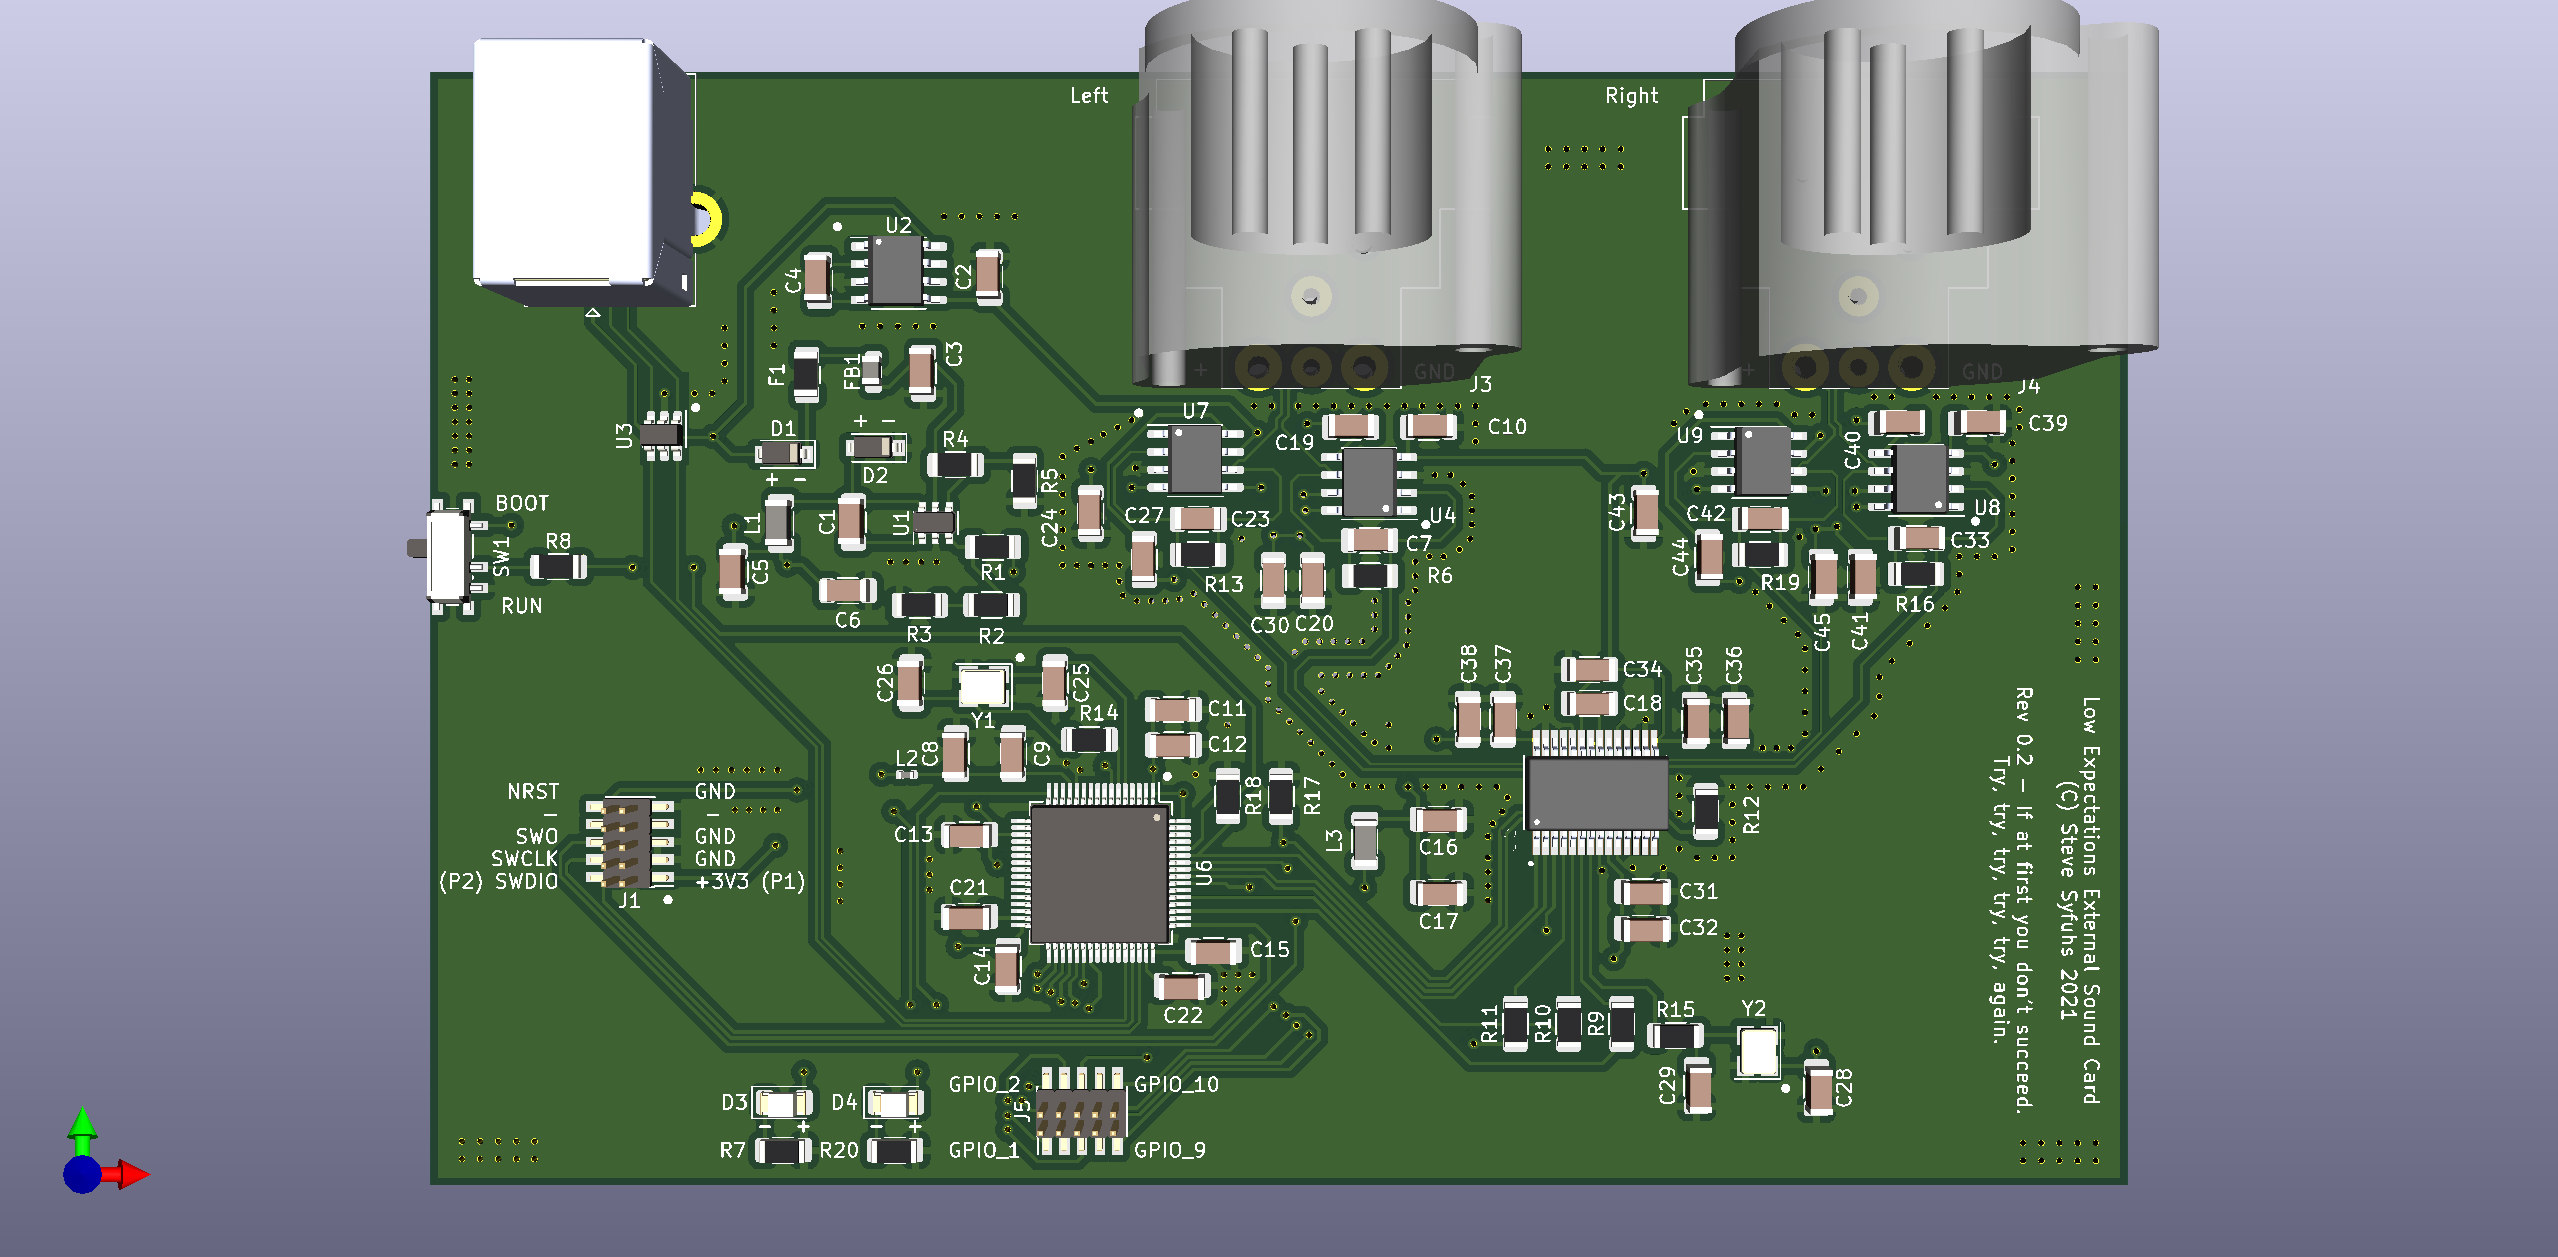 Left
Right
U2
C4
C2
F1
FB1
C3
+
GND
J3
+
GND
J4
U3
D1
+ -
+ -
D2
R4
R5
U7
C19
C10
U9
C40
C39
BOOT
SW1
RUN
R8
L1
C1
U1
C5
C6
R1
R3
R2
C24
C27
C23
R13
U4
C7
R6
C30
C20
C43
C42
C44
R19
U8
C33
R16
C45
C41
C26
Y1
C25
R14
C11
C12
L2
C8
C9
C38
C37
C34
C18
C35
C36
R18
R17
L3
C16
C17
R12
C13
C21
C14
U6
C15
C22
C31
C32
NRST
GND
-
-
SWO
GND
SWCLK
GND
(P2) SWDIO
+3V3 (P1)
J1
Low Expectations External Sound Card
(C) Steve Syfuhs 2021
Rev 0.2 - If at first you don't succeed.
Try, try, try, try, try, again.
R11
R10
R9
R15
Y2
C29
C28
D3
- +
R7
D4
- +
R20
GPIO_2
GPIO_10
J5
GPIO_1
GPIO_9